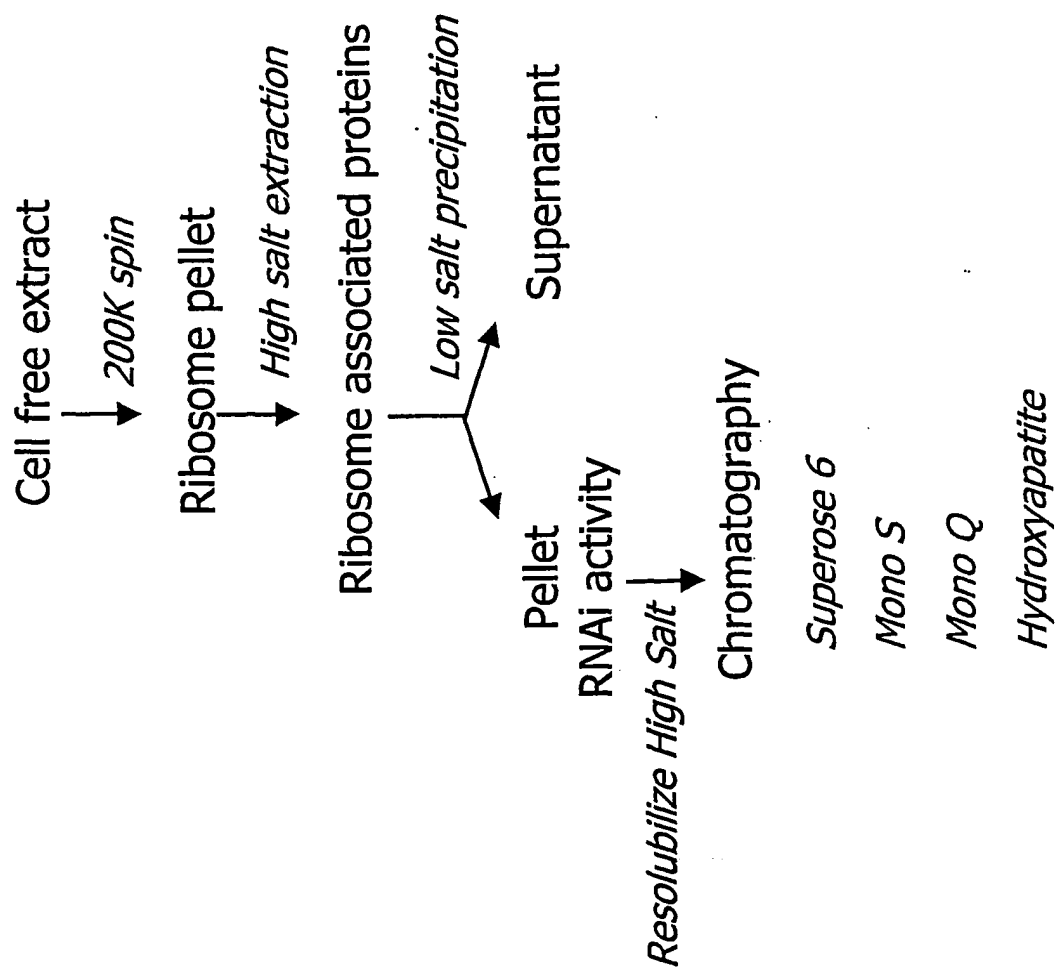 Cell free extract
200K spin
Ribosome pellet
High salt extraction
Ribosome associated proteins
Low salt precipitation
Pellet
Supernatant
RNAi activity
Resolubilize High Salt
Chromatography
Superose 6
Mono S
Mono Q
Hydroxyapatite